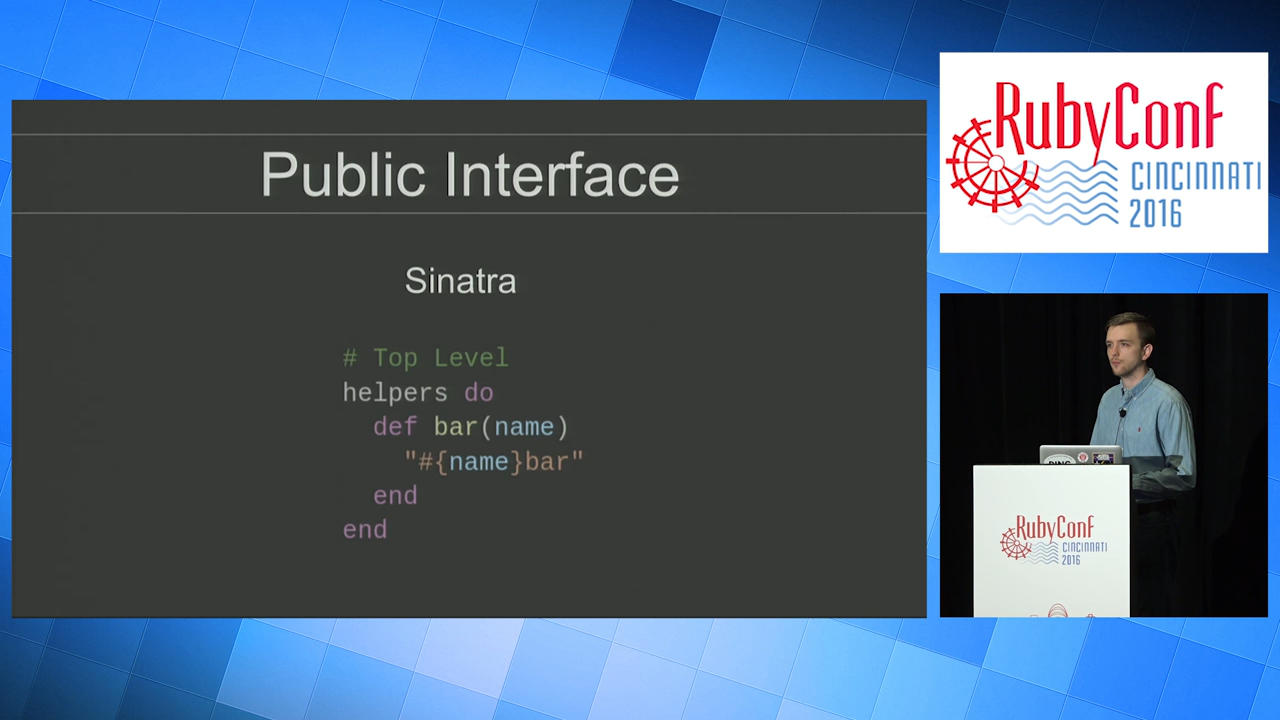 Public Interface
Sinatra
# Top Level
helpers do
def bar(name)
"#{name}bar"
end
end
RubyConf
CINCINNATI
2016
RubyConf
CINCINNATI
2016